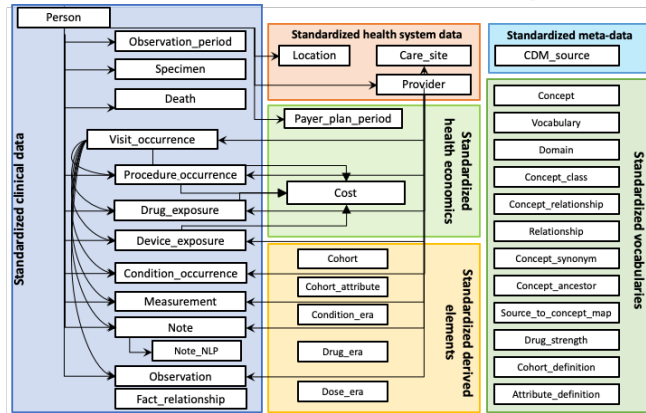 Standardized clinical data
Person
Observation_period
Specimen
Death
Visit_occurrence
Procedure_occurrence
Drug_exposure
Device_exposure
Condition_occurrence
Measurement
Note
Note_NLP
Observation
Fact_relationship
Standardized health system data
Location
Care_site
Provider
Payer_plan_period
Cost
Standardized
health economics
Cohort
Cohort_attribute
Condition_era
Drug_era
Dose_era
Standardized derived
elements
Standardized meta-data
CDM_source
Concept
Vocabulary
Domain
Concept_class
Concept_relationship
Relationship
Concept_synonym
Concept_ancestor
Source_to_concept_map
Drug_strength
Cohort_definition
Attribute_definition
Standardized vocabularies